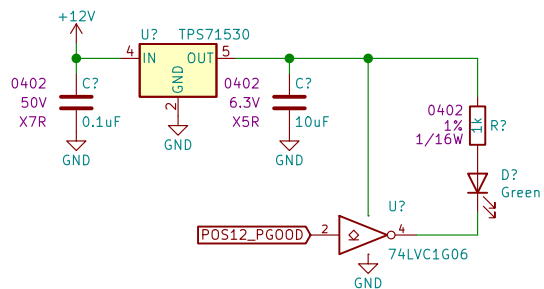 +12V
U? TPS71530
4 IN OUT 5
GND
2
GND
0402 C?
50V
X7R 0.1uF
GND
0402 C?
6.3V
X5R 10uF
GND
0402
1% 1k R?
1/16W
D?
Green
U?
POS12_PGOOD 2 4
74LVC1G06
GND